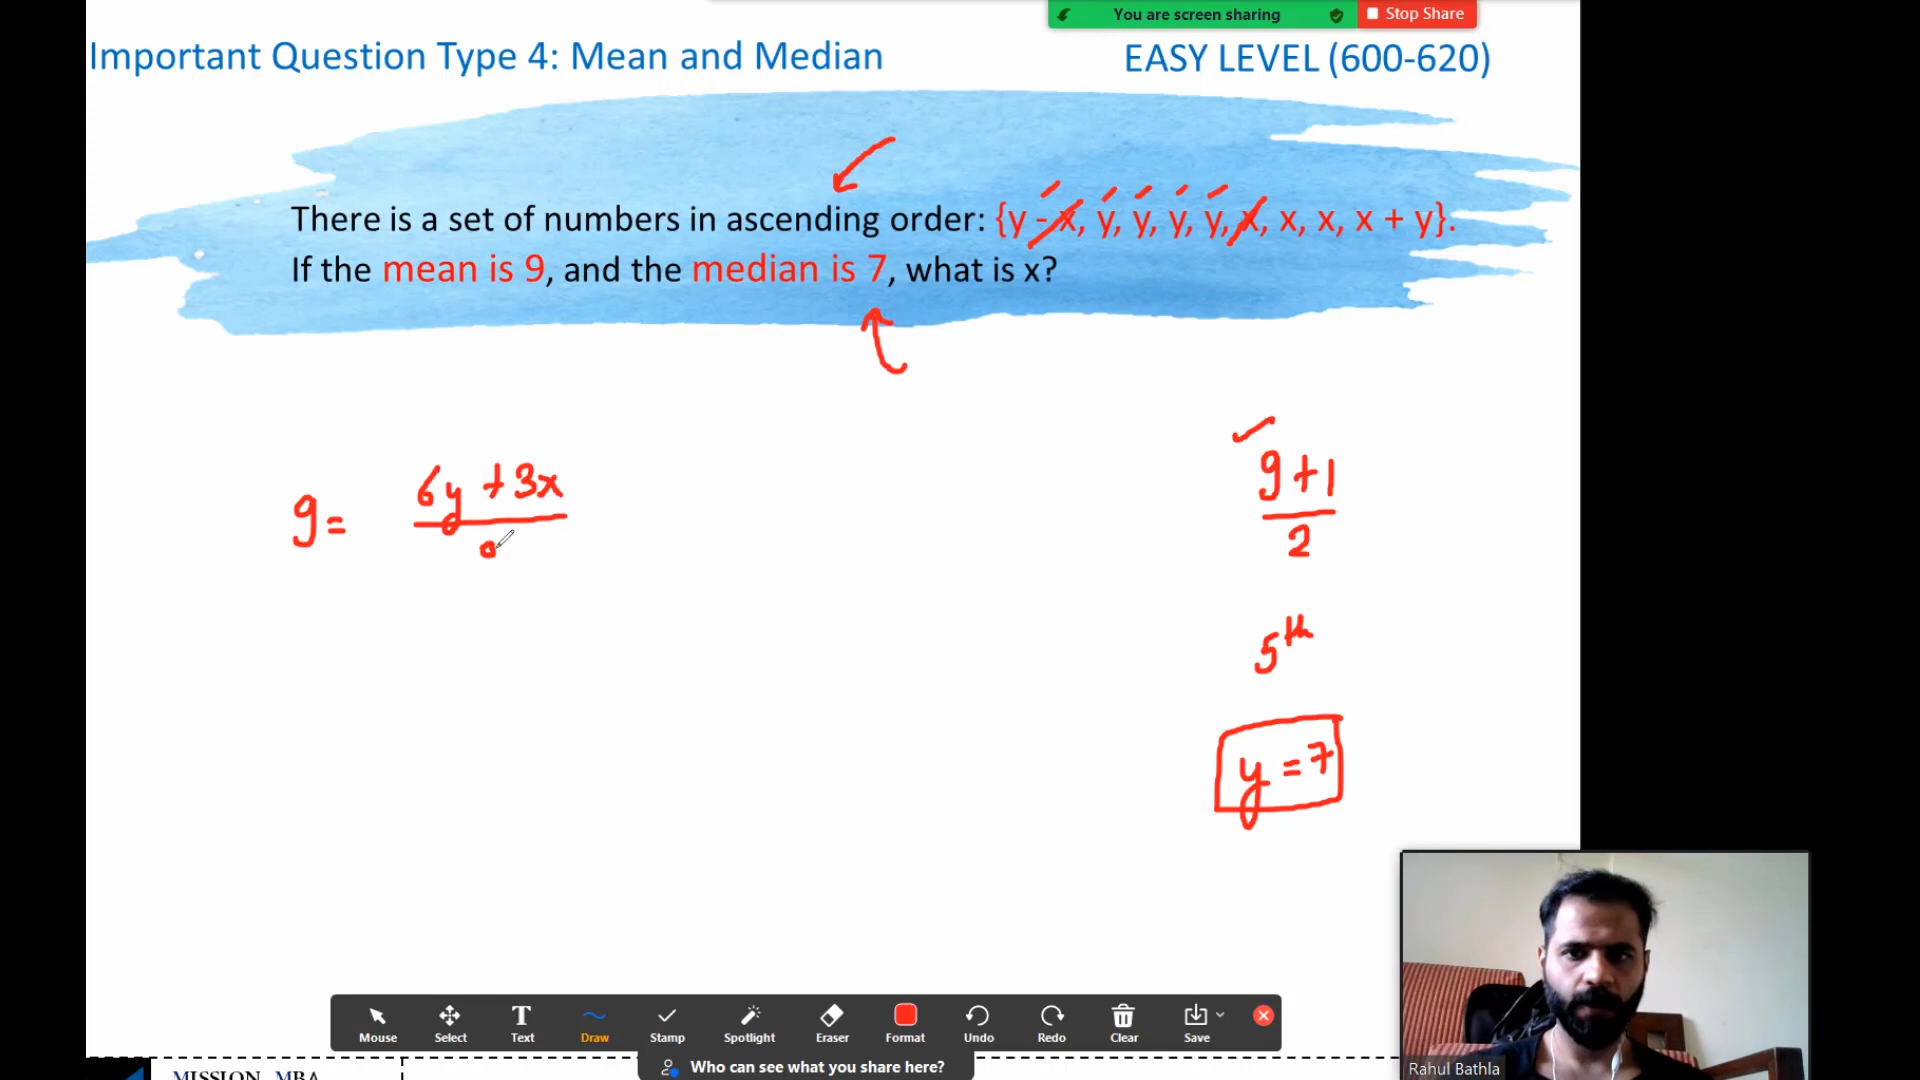 You are screen sharing
Stop Share
Important Question Type 4: Mean and Median
EASY LEVEL (600-620)
There is a set of numbers in ascending order: {y - x, y, y, y, y, x, x, x, x + y}.
If the mean is 9, and the median is 7, what is x?
9 =
6y + 3x
9 + 1
2
5th
y = 7
Mouse
Select
Text
Draw
Stamp
Spotlight
Eraser
Format
Undo
Redo
Clear
Save
Who can see what you share here?
Rahul Bathla
MISSION MBA